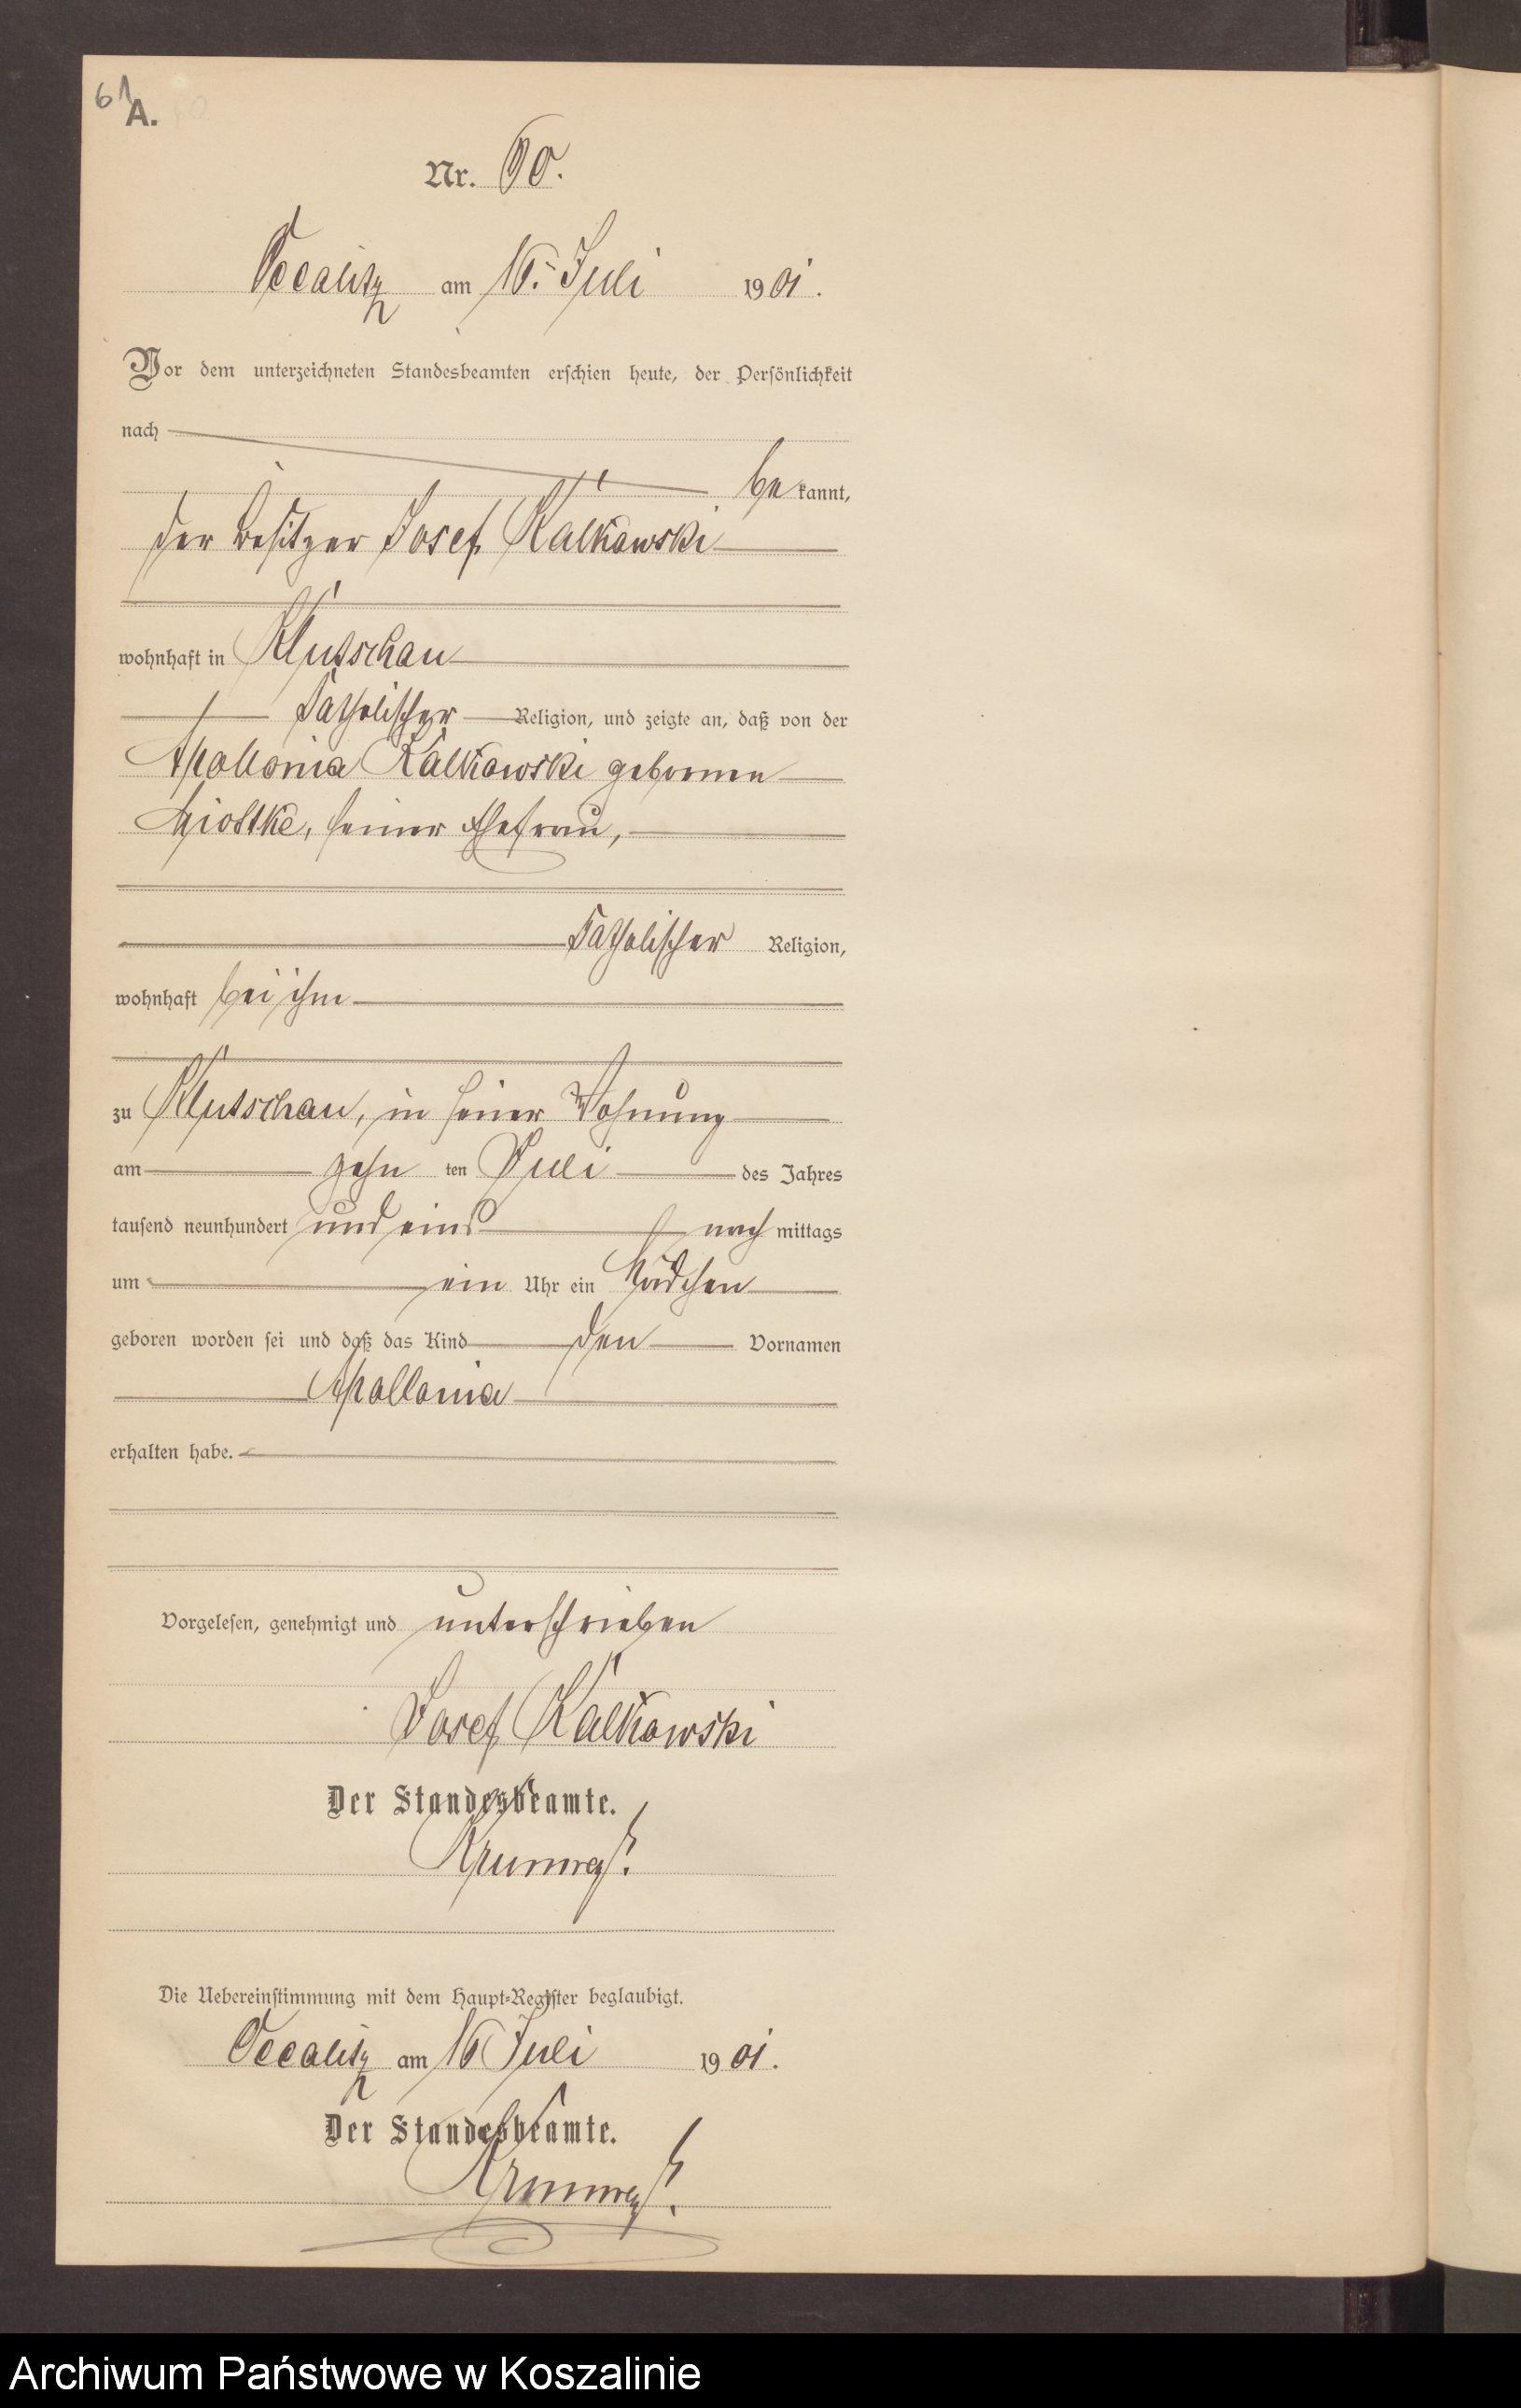 61
A.
Nr. 60.
Occalitz am 16. Juli 1901.
Vor dem unterzeichneten Standesbeamten erschien heute, der Persönlichkeit
nach
bekannt,
der Besitzer Josef Kalkowski
wohnhaft in Klutschau
katholischer Religion, und zeigte an, daß von der
Apollonia Kalkowski geborenen
seiner Ehefrau,
katholischer Religion,
wohnhaft bei ihm
zu Klutschau, in seiner Wohnung
am zehn ten Juli des Jahres
tausend neunhundert und eins nachmittags
um ein Uhr ein Mädchen
geboren worden sei und daß das Kind den Vornamen
Apollonia
erhalten habe.
Vorgelesen, genehmigt und unterschrieben
Josef Kalkowski
Der Standesbeamte.
Die Uebereinstimmung mit dem Haupt-Register beglaubigt.
Occalitz am 16 Juli 1901.
Der Standesbeamte.
Archiwum Państwowe w Koszalinie